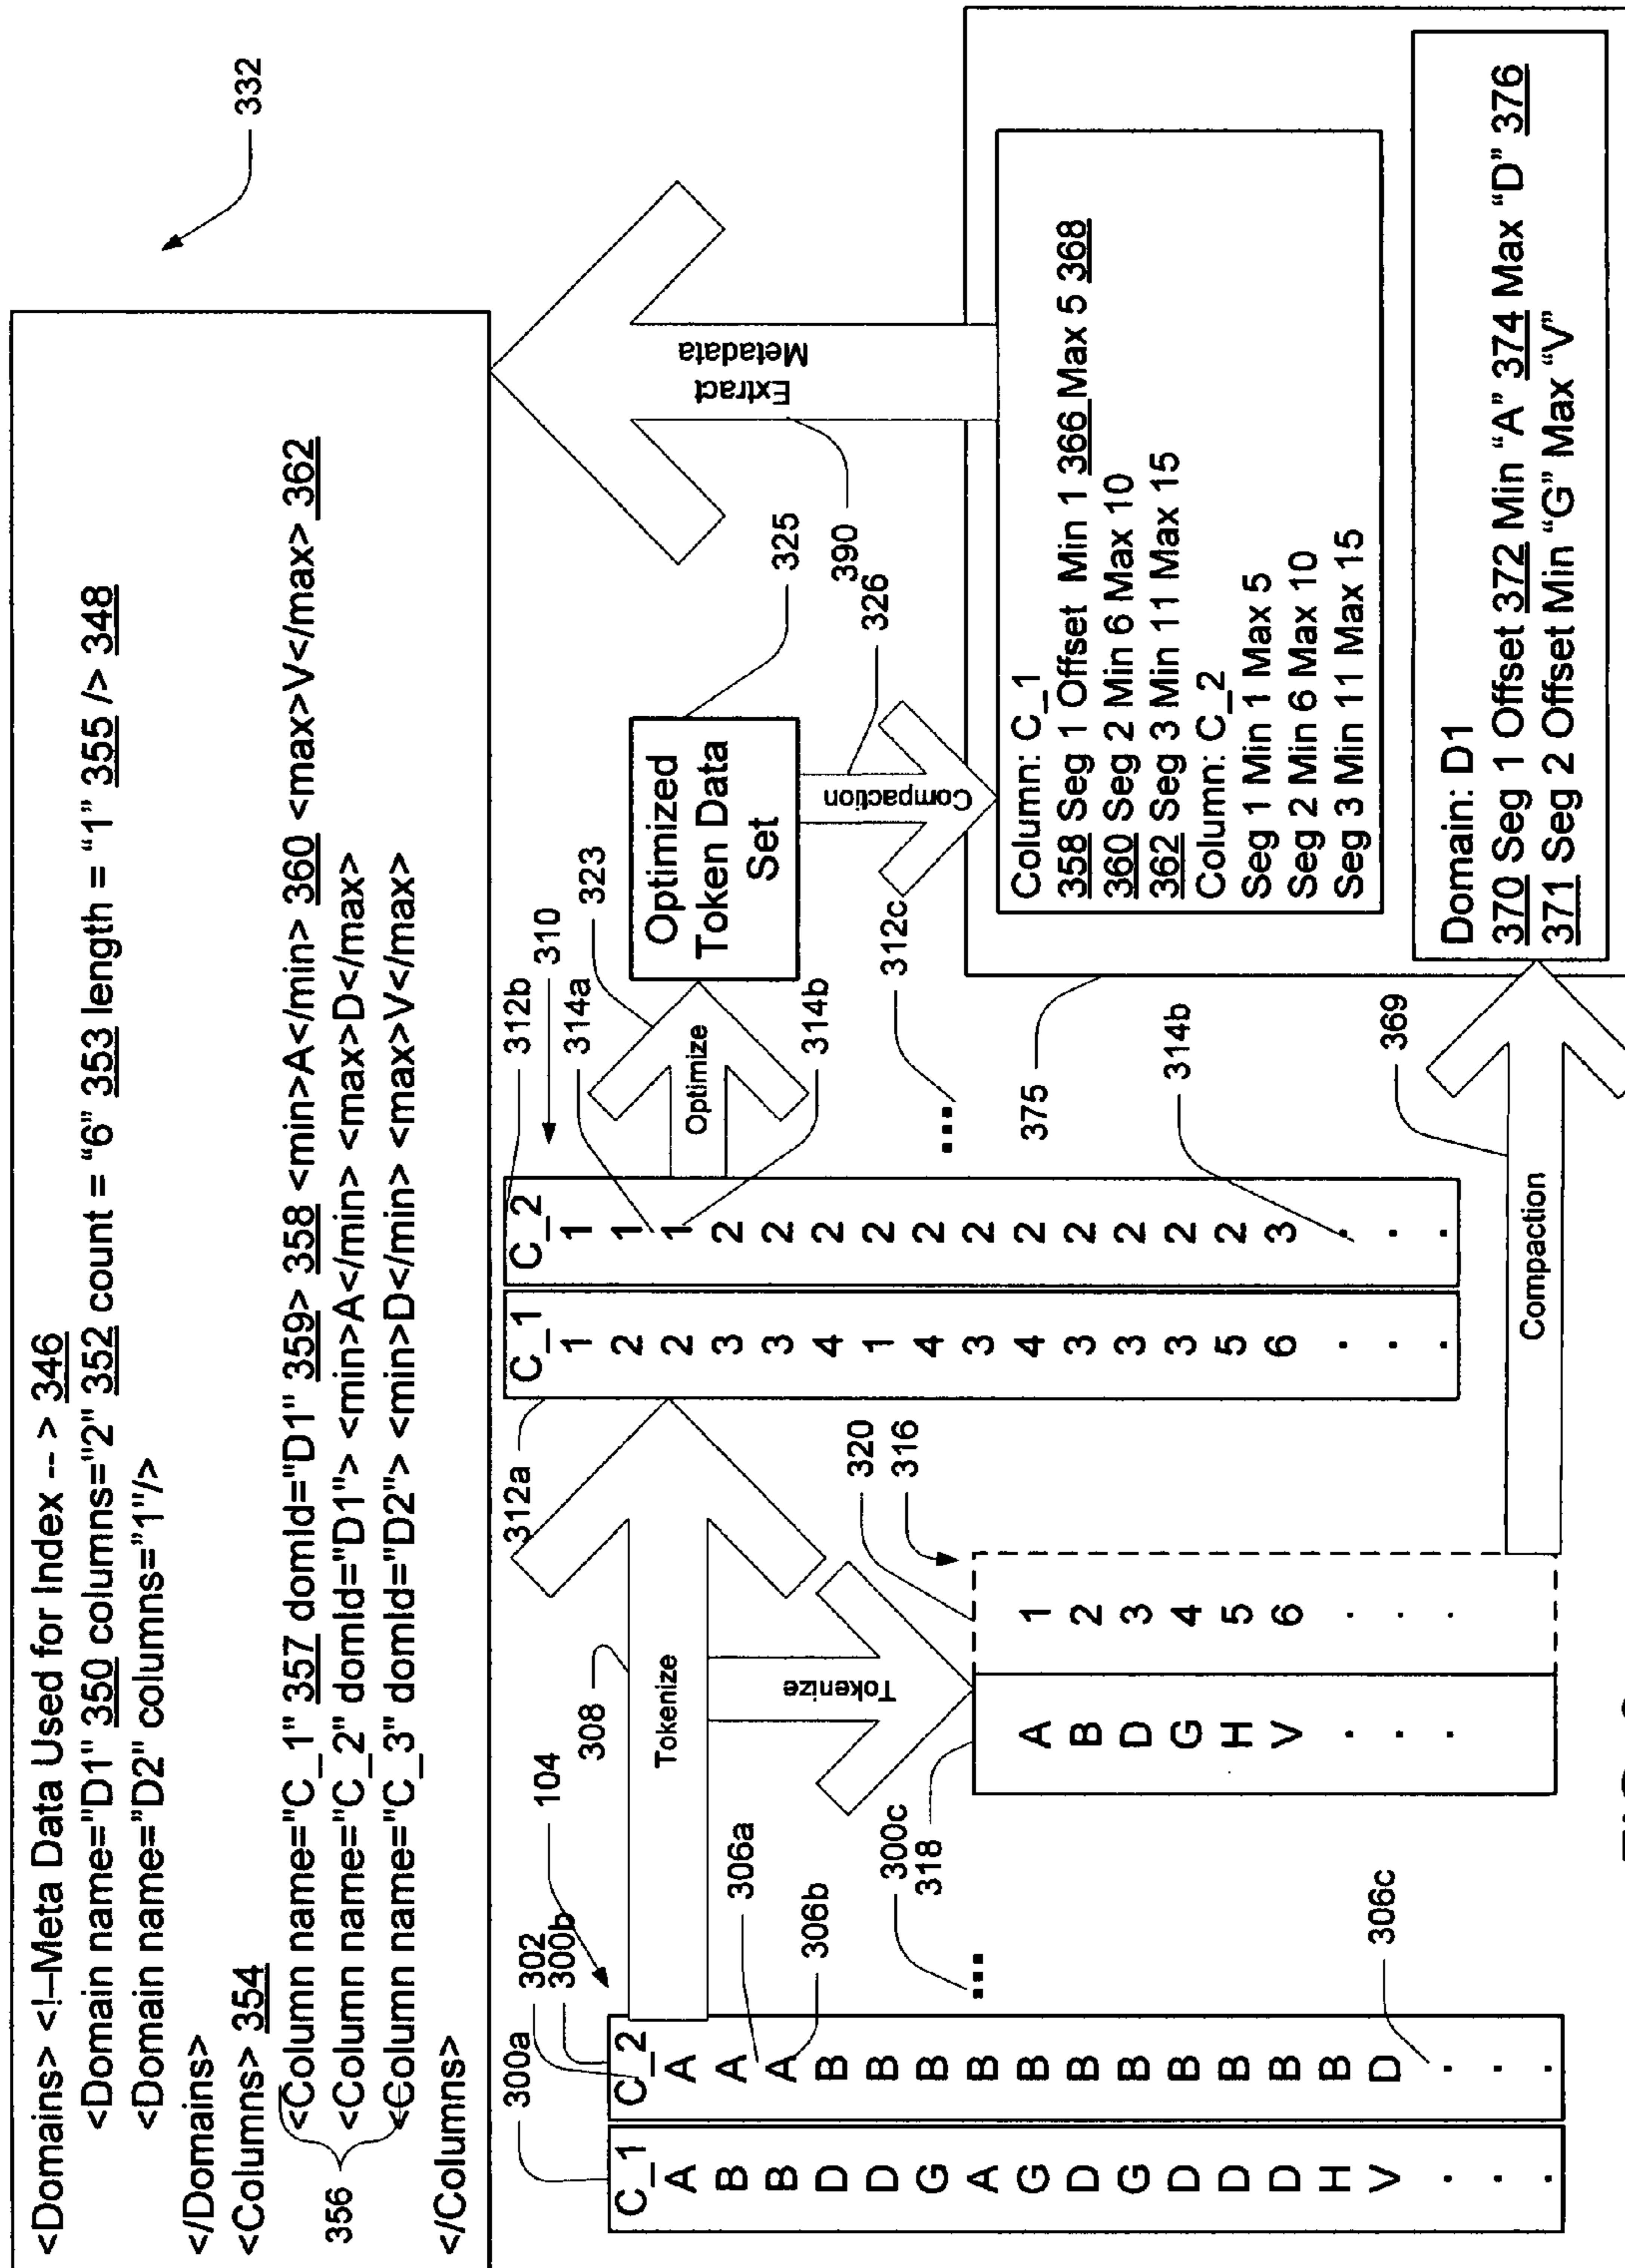 <Domains> <!–Meta Data Used for Index -- > 346
<Domain name="D1" 350 columns="2" 352 count = “6” 353 length = “1” 355 /> 348
<Domain name="D2" columns="1"/>
</Domains>
<Columns> 354
<Column name="C_1" 357 domId="D1" 359> 358 <min>A</min> 360 <max>V</max> 362
<Column name="C_2" domId="D1"> <min>A</min> <max>D</max>
<Column name="C_3" domId="D2"> <min>D</min> <max>V</max>
</Columns>
356
332
300a
302
300b
104
308
312a
312b
310
314a
323
325
C_1
A
B
B
D
D
G
A
G
D
G
D
D
D
H
V
.
.
.
C_2
A
A
A
B
B
B
B
B
B
B
B
B
B
B
D
.
.
.
306a
306b
306c
...
300c
318
Tokenize
Tokenize
A
B
D
G
H
V
.
.
.
1
2
3
4
5
6
.
.
.
320
316
C_1
1
2
2
3
3
4
1
4
3
4
3
3
3
5
6
.
.
.
C_2
1
1
1
2
2
2
2
2
2
2
2
2
2
2
3
.
.
.
314b
314b
...
312c
Optimize
Optimized
Token Data
Set
326
390
Compaction
Extract
Metadata
375
369
Compaction
Column: C_1
358 Seg 1 Offset Min 1 366 Max 5 368
360 Seg 2 Min 6 Max 10
362 Seg 3 Min 11 Max 15
Column: C_2
Seg 1 Min 1 Max 5
Seg 2 Min 6 Max 10
Seg 3 Min 11 Max 15
Domain: D1
370 Seg 1 Offset 372 Min “A” 374 Max “D” 376
371 Seg 2 Offset Min “G” Max “V”